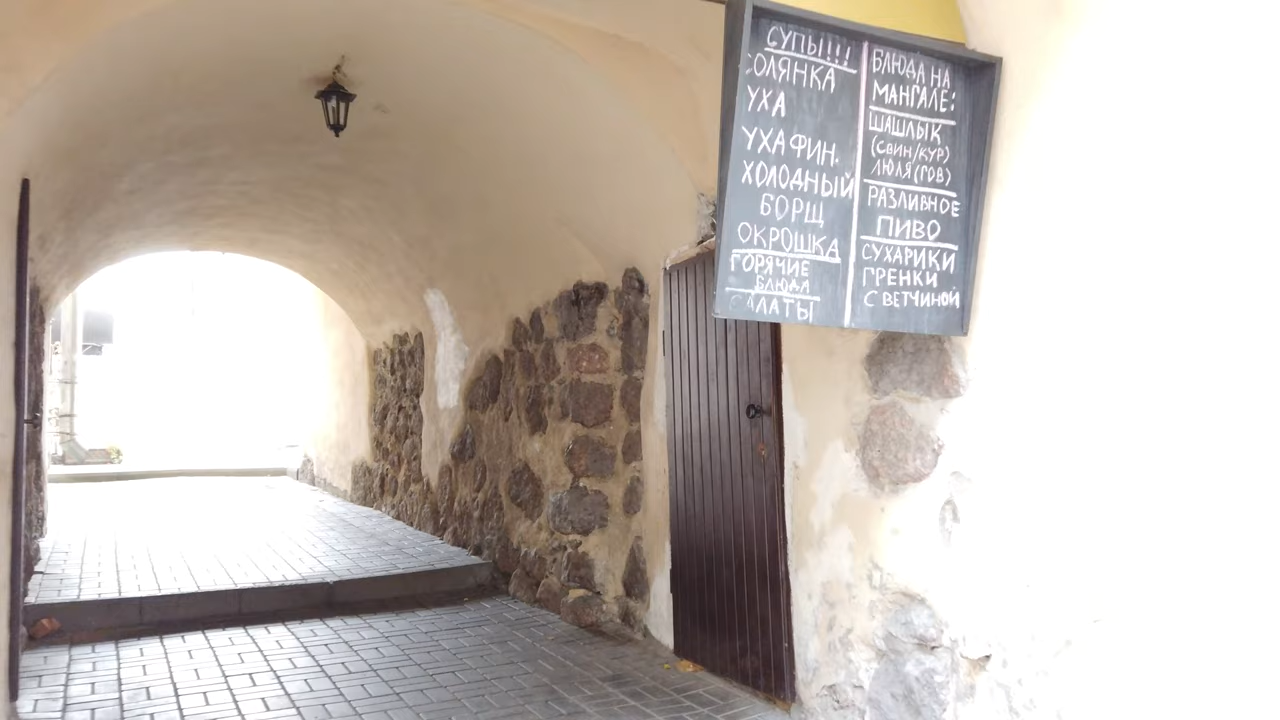 СУПЫ!!!
СОЛЯНКА
УХА
УХА ФИН.
ХОЛОДНЫЙ
БОРЩ
ОКРОШКА
ГОРЯЧИЕ
БЛЮДА
САЛАТЫ
БЛЮДА НА
МАНГАЛЕ:
ШАШЛЫК
(СВИН/КУР)
ЛЮЛЯ(ГОВ)
РАЗЛИВНОЕ
ПИВО
СУХАРИКИ
ГРЕНКИ
С ВЕТЧИНОЙ